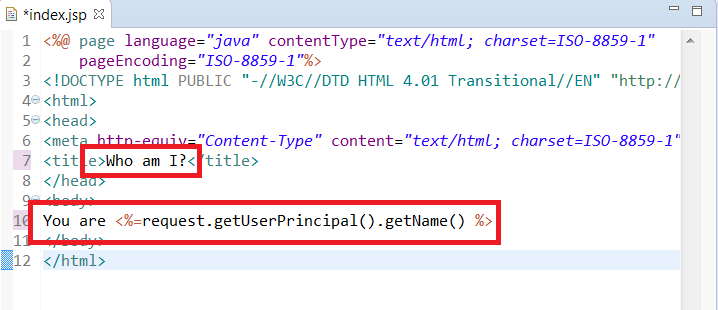 *index.jsp
1 <%@ page language="java" contentType="text/html; charset=ISO-8859-1"
2 pageEncoding="ISO-8859-1"%>
3 <!DOCTYPE html PUBLIC "-//W3C//DTD HTML 4.01 Transitional//EN" "http://
4 <html>
5 <head>
6 <meta http-equiv="Content-Type" content="text/html; charset=ISO-8859-1"
7 <title>Who am I?</title>
8 </head>
9 <body>
10 You are <%=request.getUserPrincipal().getName() %>
11 </body>
12 </html>